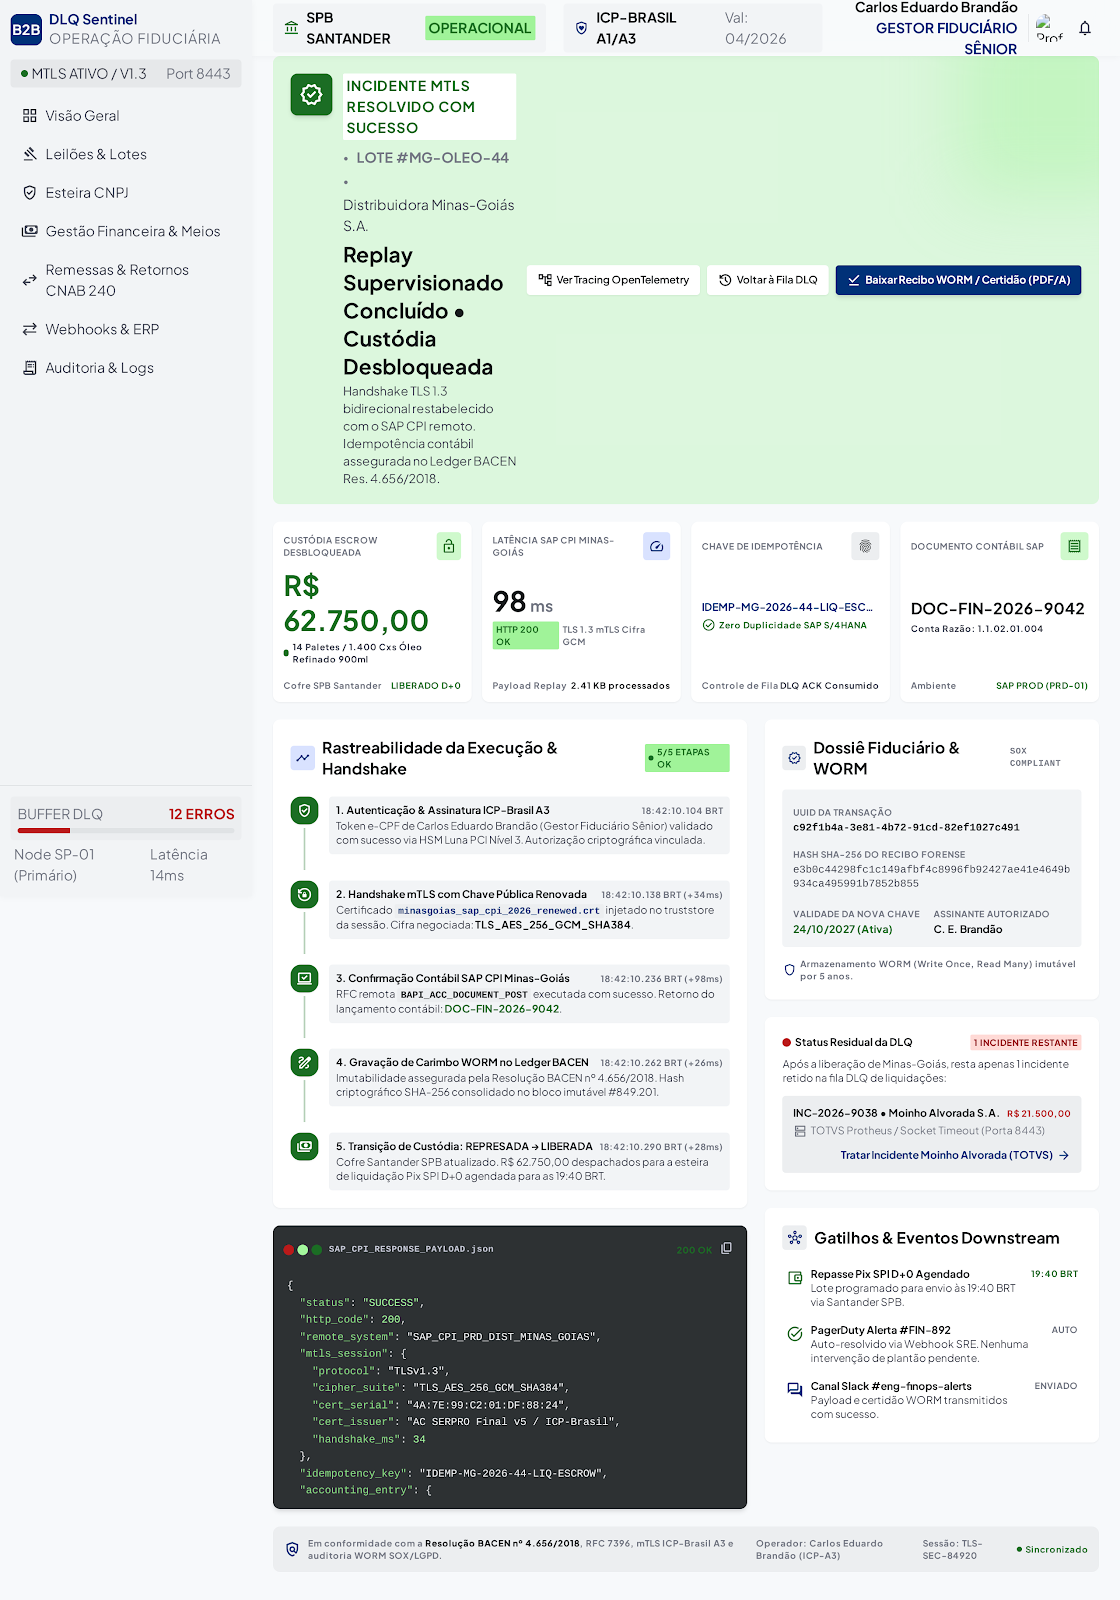 B2B
DLQ Sentinel
OPERAÇÃO FIDUCIÁRIA
MTLS ATIVO / V1.3
Port 8443
Visão Geral
Leilões & Lotes
Esteira CNPJ
Gestão Financeira & Meios
Remessas & Retornos
CNAB 240
Webhooks & ERP
Auditoria & Logs
BUFFER DLQ
12 ERROS
Node SP-01
(Primário)
Latência
14ms
SPB
SANTANDER
OPERACIONAL
ICP-BRASIL
A1/A3
Val:
04/2026
Carlos Eduardo Brandão
GESTOR FIDUCIÁRIO
SÊNIOR
Prof
INCIDENTE MTLS
RESOLVIDO COM
SUCESSO
• LOTE #MG-OLEO-44
•
Distribuidora Minas-Goiás
S.A.
Replay
Supervisionado
Concluído •
Custódia
Desbloqueada
Handshake TLS 1.3
bidirecional restabelecido
com o SAP CPI remoto.
Idempotência contábil
assegurada no Ledger BACEN
Res. 4.656/2018.
Ver Tracing OpenTelemetry
Voltar à Fila DLQ
Baixar Recibo WORM / Certidão (PDF/A)
CUSTÓDIA ESCROW
DESBLOQUEADA
R$
62.750,00
14 Paletes / 1.400 Cxs Óleo
Refinado 900ml
Cofre SPB Santander
LIBERADO D+0
LATÊNCIA SAP CPI MINAS-
GOIÁS
98 ms
HTTP 200
OK
TLS 1.3 mTLS Cifra
GCM
Payload Replay
2.41 KB processados
CHAVE DE IDEMPOTÊNCIA
IDEMP-MG-2026-44-LIQ-ESC...
Zero Duplicidade SAP S/4HANA
Controle de Fila
DLQ ACK Consumido
DOCUMENTO CONTÁBIL SAP
DOC-FIN-2026-9042
Conta Razão: 1.1.02.01.004
Ambiente
SAP PROD (PRD-01)
Rastreabilidade da Execução &
Handshake
5/5 ETAPAS
OK
1. Autenticação & Assinatura ICP-Brasil A3
18:42:10.104 BRT
Token e-CPF de Carlos Eduardo Brandão (Gestor Fiduciário Sênior) validado
com sucesso via HSM Luna PCI Nível 3. Autorização criptográfica vinculada.
2. Handshake mTLS com Chave Pública Renovada
18:42:10.138 BRT (+34ms)
Certificado minasgoias_sap_cpi_2026_renewed.crt injetado no truststore
da sessão. Cifra negociada: TLS_AES_256_GCM_SHA384.
3. Confirmação Contábil SAP CPI Minas-Goiás
18:42:10.236 BRT (+98ms)
RFC remota BAPI_ACC_DOCUMENT_POST executada com sucesso. Retorno do
lançamento contábil: DOC-FIN-2026-9042.
4. Gravação de Carimbo WORM no Ledger BACEN
18:42:10.262 BRT (+26ms)
Imutabilidade assegurada pela Resolução BACEN nº 4.656/2018. Hash
criptográfico SHA-256 consolidado no bloco imutável #849.201.
5. Transição de Custódia: REPRESADA → LIBERADA
18:42:10.290 BRT (+28ms)
Cofre Santander SPB atualizado. R$ 62.750,00 despachados para a esteira
de liquidação Pix SPI D+0 agendada para as 19:40 BRT.
SAP_CPI_RESPONSE_PAYLOAD.json
200 OK
{
"status": "SUCCESS",
"http_code": 200,
"remote_system": "SAP_CPI_PRD_DIST_MINAS_GOIAS",
"mtls_session": {
"protocol": "TLSv1.3",
"cipher_suite": "TLS_AES_256_GCM_SHA384",
"cert_serial": "4A:7E:99:C2:01:DF:88:24",
"cert_issuer": "AC SERPRO Final v5 / ICP-Brasil",
"handshake_ms": 34
},
"idempotency_key": "IDEMP-MG-2026-44-LIQ-ESCROW",
"accounting_entry": {
Dossiê Fiduciário &
WORM
SOX
COMPLIANT
UUID DA TRANSAÇÃO
c92f1b4a-3e81-4b72-91cd-82ef1027c491
HASH SHA-256 DO RECIBO FORENSE
e3b0c44298fc1c149afbf4c8996fb92427ae41e4649b
934ca495991b7852b855
VALIDADE DA NOVA CHAVE
24/10/2027 (Ativa)
ASSINANTE AUTORIZADO
C. E. Brandão
Armazenamento WORM (Write Once, Read Many) imutável
por 5 anos.
Status Residual da DLQ
1 INCIDENTE RESTANTE
Após a liberação de Minas-Goiás, resta apenas 1 incidente
retido na fila DLQ de liquidações:
INC-2026-9038 • Moinho Alvorada S.A.
R$ 21.500,00
TOTVS Protheus / Socket Timeout (Porta 8443)
Tratar Incidente Moinho Alvorada (TOTVS) →
Gatilhos & Eventos Downstream
Repasse Pix SPI D+0 Agendado
19:40 BRT
Lote programado para envio às 19:40 BRT
via Santander SPB.
PagerDuty Alerta #FIN-892
AUTO
Auto-resolvido via Webhook SRE. Nenhuma
intervenção de plantão pendente.
Canal Slack #eng-finops-alerts
ENVIADO
Payload e certidão WORM transmitidos
com sucesso.
Em conformidade com a Resolução BACEN nº 4.656/2018, RFC 7396, mTLS ICP-Brasil A3 e
auditoria WORM SOX/LGPD.
Operador: Carlos Eduardo
Brandão (ICP-A3)
Sessão: TLS-
SEC-84920
Sincronizado